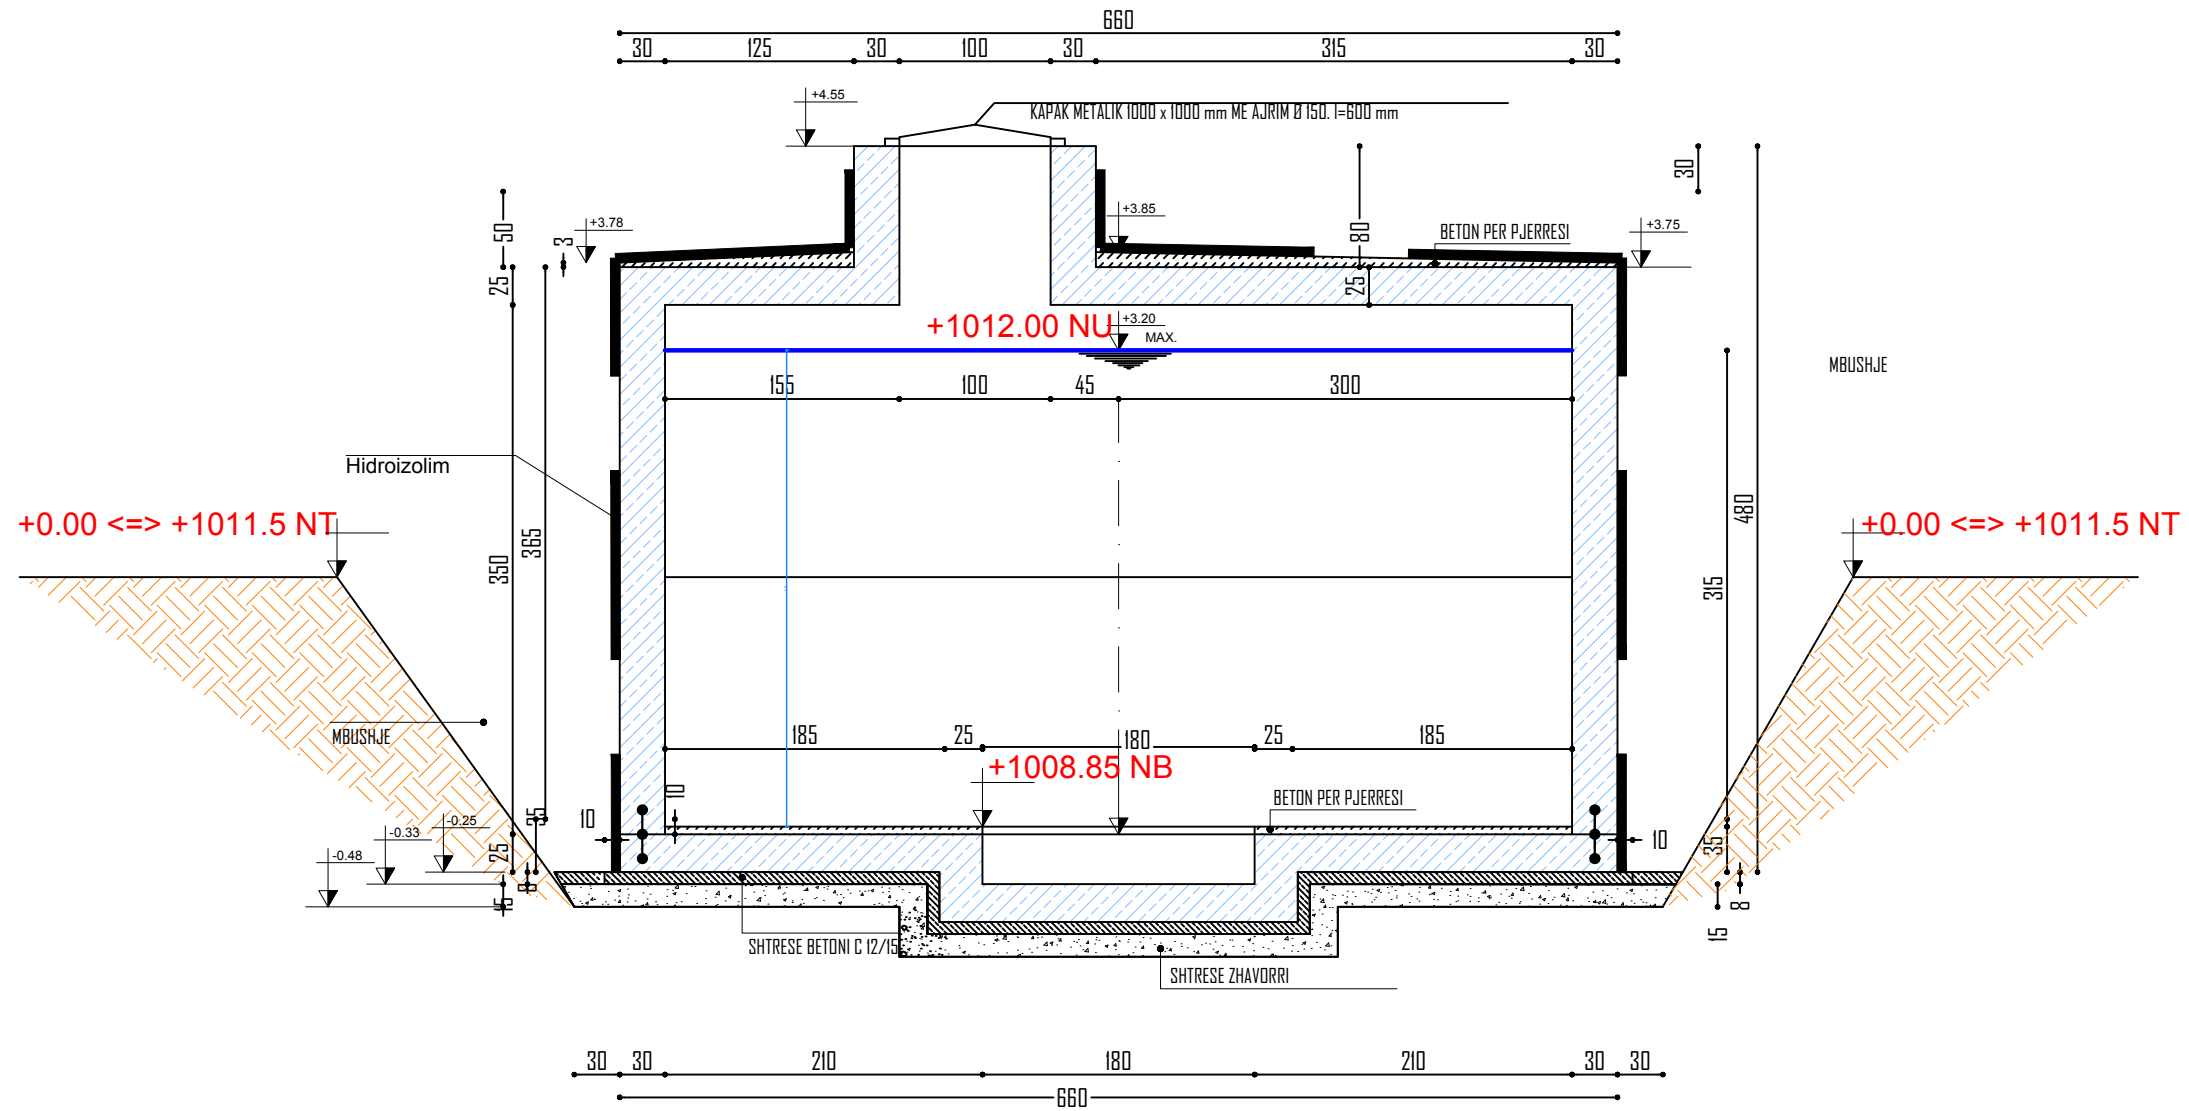 660
30 125 30 100 30 315 30
+4.55
KAPAK METALIK 1000 x 1000 mm ME AJRIM Ø 150. l=600 mm
30
+3.78
+3.85
+3.75
50
3
80
BETON PER PJERRESI
25
25
+1012.00 NU
+3.20
MAX.
MBUSHJE
155 100 45 300
Hidroizolim
+0.00 <=> +1011.5 NT
+0.00 <=> +1011.5 NT
480
365
350
315
MBUSHJE
185 25 180 25 185
+1008.85 NB
10
BETON PER PJERRESI
35
10
10
-0.25
-0.33
-0.48
25
35
8
15
8
15
SHTRESE BETONI C 12/15
SHTRESE ZHAVORRI
30 30 210 180 210 30 30
660